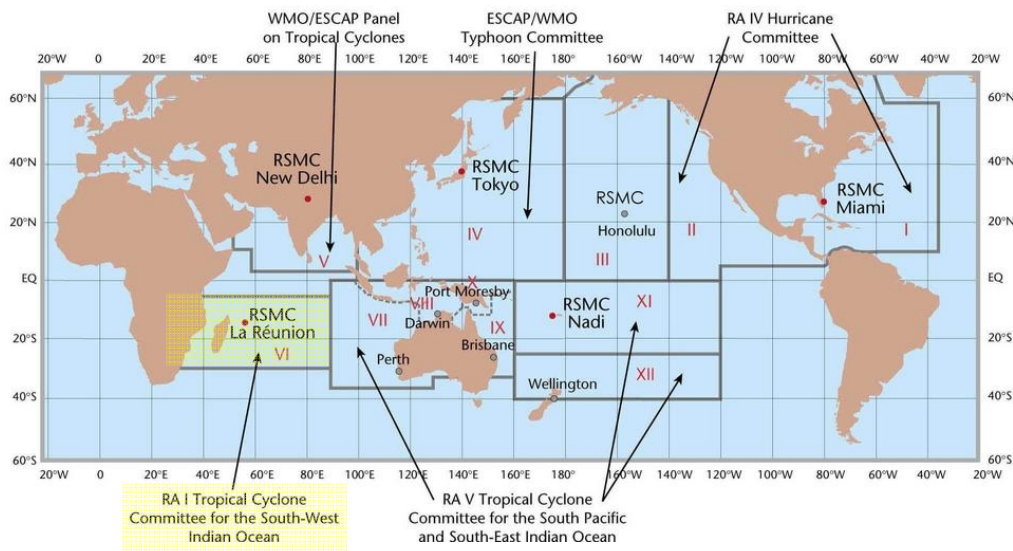 WMO/ESCAP Panel
on Tropical Cyclones
ESCAP/WMO
Typhoon Committee
RA IV Hurricane
Committee
20°W 0 20°E 40°E 60°E 80°E 100°E 120°E 140°E 160°E 180° 160°W 140°W 120°W 100°W 80°W 60°W 40°W 20°W
60°N 60°N
40°N 40°N
RSMC
New Delhi
RSMC
Tokyo
RSMC
Honolulu
RSMC
Miami
20°N 20°N
IV II I
V III
EQ EQ
X
Port Moresby
VIII
XI
RSMC
La Réunion
RSMC
Nadi
VII Darwin IX
20°S 20°S
VI Perth Brisbane
XII
Wellington
40°S 40°S
60°S 60°S
20°W 0 20°E 40°E 60°E 80°E 100°E 120°E 140°E 160°E 180° 160°W 140°W 120°W 100°W 80°W 60°W 40°W 20°W
RA I Tropical Cyclone
Committee for the South-West
Indian Ocean
RA V Tropical Cyclone
Committee for the South Pacific
and South-East Indian Ocean